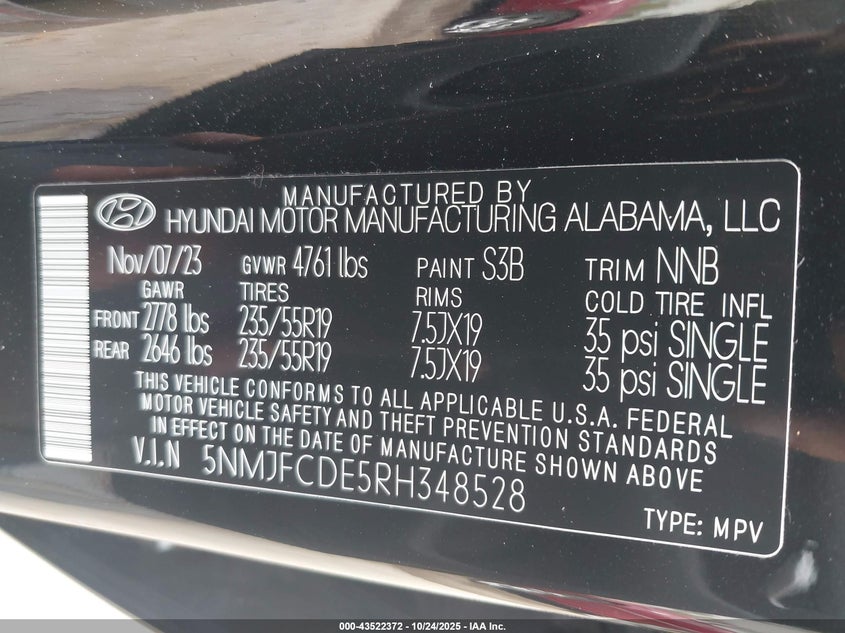 MANUFACTURED BY
HYUNDAI MOTOR MANUFACTURING ALABAMA, LLC
Nov/07/23 GVWR 4761 lbs PAINT S3B TRIM NNB
GAWR TIRES RIMS COLD TIRE INFL
FRONT 2778 lbs 235/55R19 7.5JX19 35 psi SINGLE
REAR 2646 lbs 235/55R19 7.5JX19 35 psi SINGLE
THIS VEHICLE CONFORMS TO ALL APPLICABLE U.S.A. FEDERAL
MOTOR VEHICLE SAFETY AND THEFT PREVENTION STANDARDS
IN EFFECT ON THE DATE OF MANUFACTURE SHOWN ABOVE
V.I.N 5NMJFCDE5RH348528
TYPE: MPV
000-43522372 - 10/24/2025 - IAA Inc.